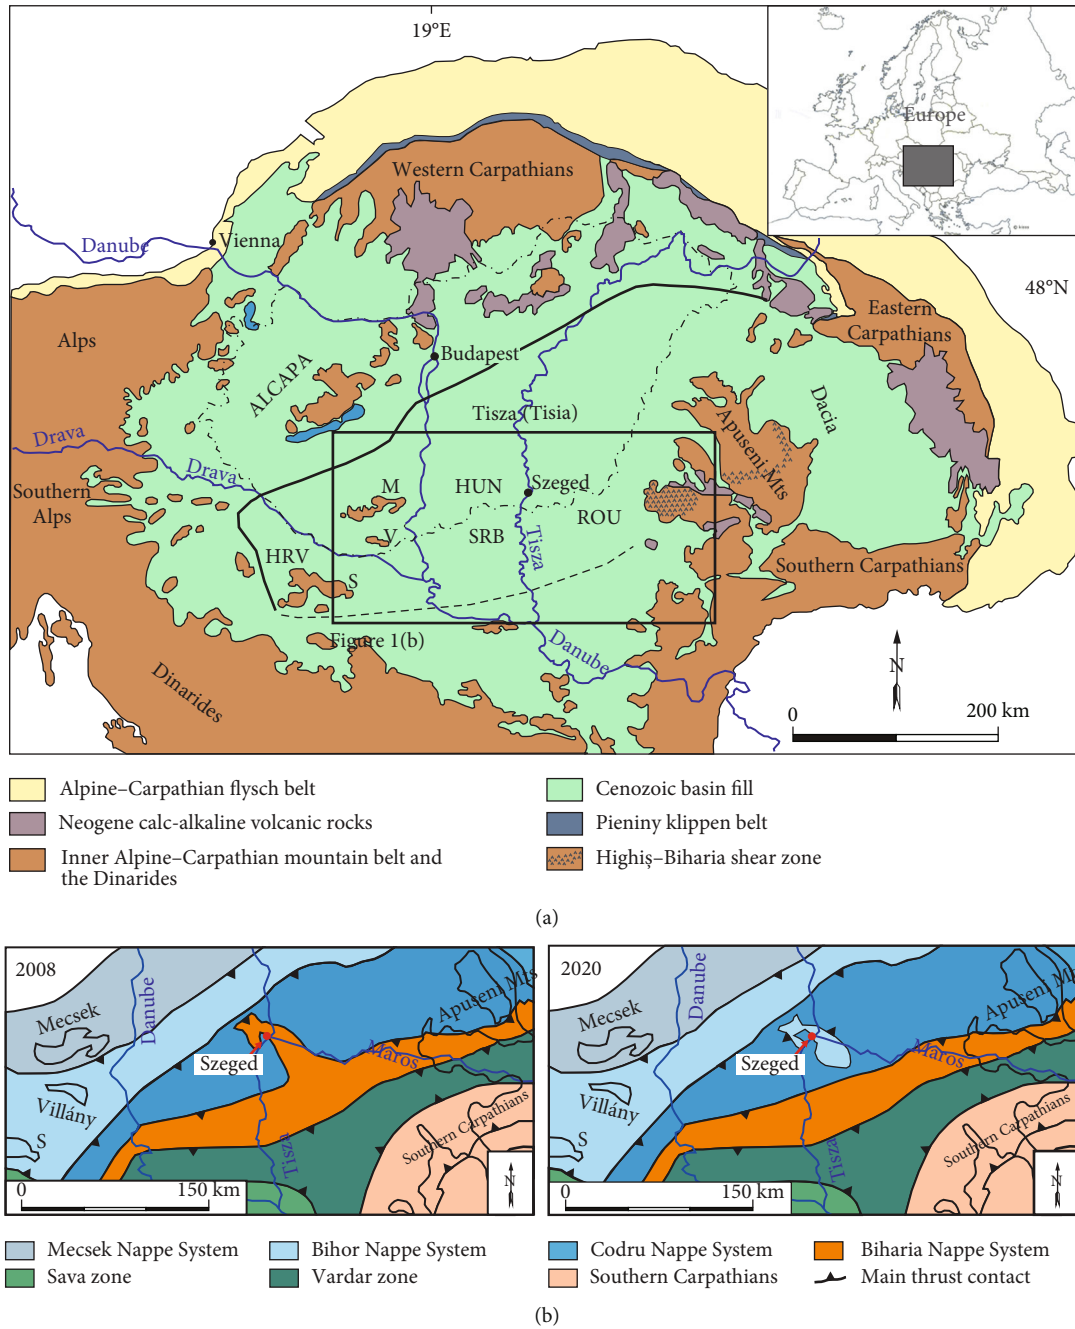 19°E
Europe
Western Carpathians
Danube
Vienna
48°N
Eastern
Carpathians
Alps
Budapest
ALCAPA
Dacia
Tisza (Tisia)
Apuseni Mts
Drava
Drava
Southern
Alps
M
HUN
Szeged
ROU
V
SRB
Tisza
HRV
S
Southern Carpathians
Figure 1(b)
Danube
Dinarides
N
0
200 km
Alpine–Carpathian flysch belt
Cenozoic basin fill
Neogene calc-alkaline volcanic rocks
Pieniny klippen belt
Inner Alpine–Carpathian mountain belt and
the Dinarides
Highiș–Biharia shear zone
(a)
2008
Mecsek
Danube
Apuseni Mts
Szeged
Maros
Villány
S
Southern Carpathians
Tisza
0
150 km
N
2020
Mecsek
Danube
Apuseni Mts
Szeged
Maros
Villány
S
Southern Carpathians
Tisza
0
150 km
N
Mecsek Nappe System
Bihor Nappe System
Codru Nappe System
Biharia Nappe System
Sava zone
Vardar zone
Southern Carpathians
Main thrust contact
(b)